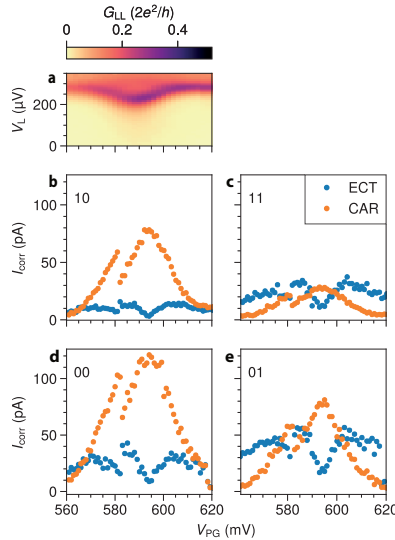 G_LL (2e²/h)
0 0.2 0.4
a
V_L (µV)
200
0
b
10
I_corr (pA)
100
50
0
c
11
ECT
CAR
d
00
I_corr (pA)
100
50
0
560 580 600 620
e
01
580 600 620
V_PG (mV)